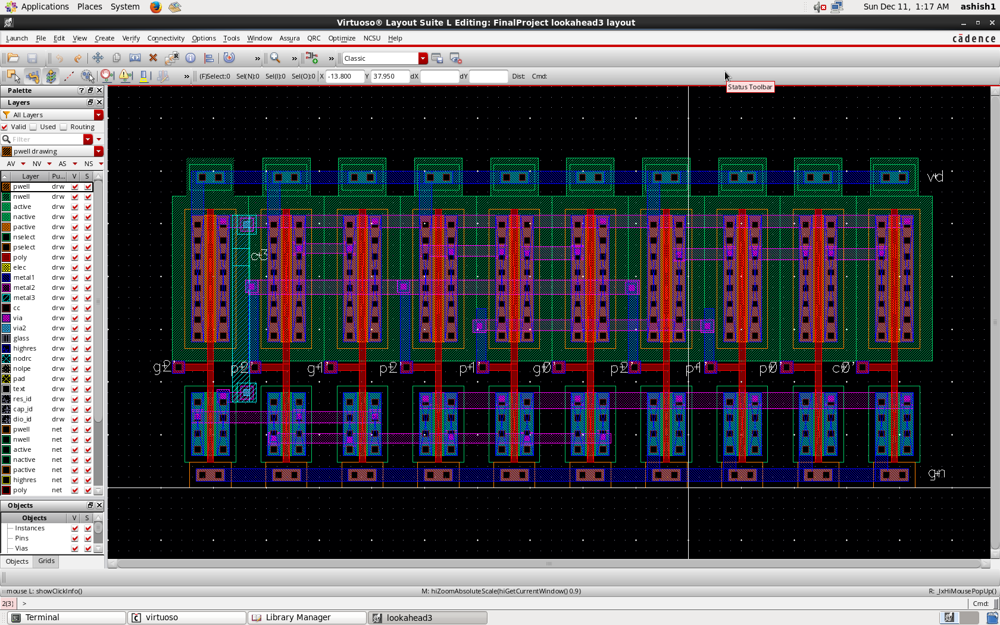 Applications Places System Sun Dec 11, 1:17 AM ashish1
Virtuoso® Layout Suite L Editing: FinalProject lookahead3 layout
Launch File Edit View Create Verify Connectivity Options Tools Window Assura QRC Optimize NCSU Help cādence
» » » Classic
» (F)Select:0 Sel(N):0 Sel(I):0 Sel(O):0 X -13.800 Y 37.950 dX dY Dist: Cmd:
Status Toolbar
Palette
Layers
All Layers
Valid Used Routing
Filter
pwell drawing
AV NV AS NS
Layer Pu... V S
pwell drw
nwell drw
active drw
nactive drw
pactive drw
nselect drw
pselect drw
poly drw
elec drw
metal1 drw
metal2 drw
metal3 drw
cc drw
via drw
via2 drw
glass drw
highres drw
nodrc drw
nolpe drw
pad drw
text drw
res_id drw
cap_id drw
dio_id drw
pwell net
nwell net
active net
nactive net
pactive net
highres net
poly net
Objects
Objects V S
Instances
Pins
Vias
Objects Grids
vdd
c3
g2' p2' g1' p2' p1' g0' p2' p1' p0' c0'
mouse L: showClickInfo() M: hiZoomAbsoluteScale(hiGetCurrentWindow() 0.9) R: _lxHiMousePopUp()
2(3) > Cmd:
Terminal virtuoso Library Manager lookahead3